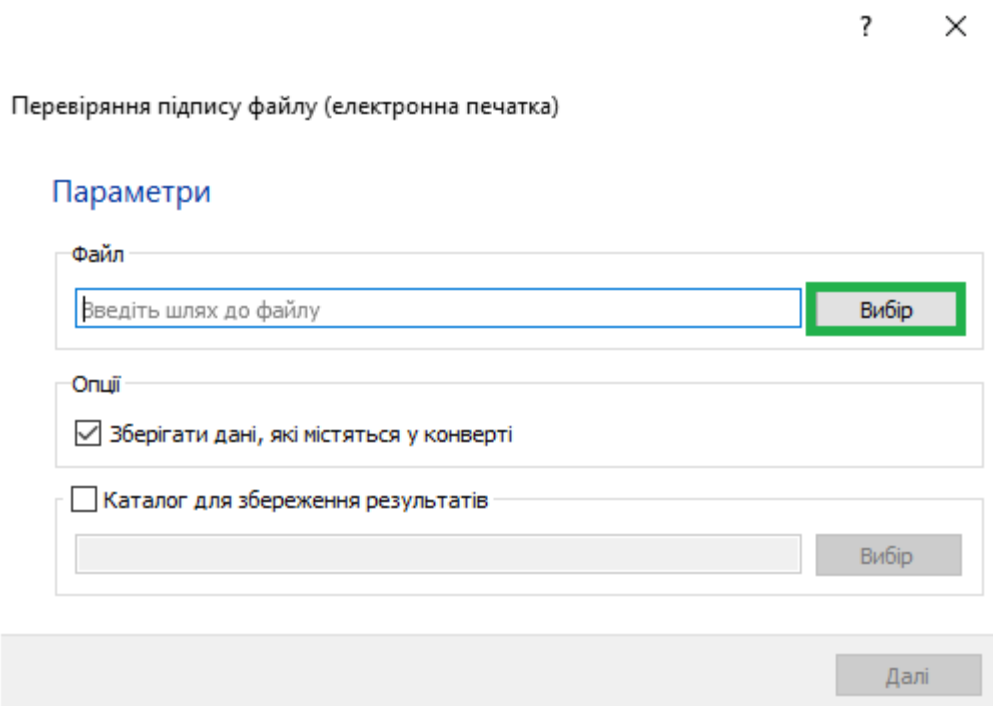 ?
Перевіряння підпису файлу (електронна печатка)
Параметри
Файл
Введіть шлях до файлу
Вибір
Опції
Зберігати дані, які містяться у конверті
Каталог для збереження результатів
Вибір
Далі